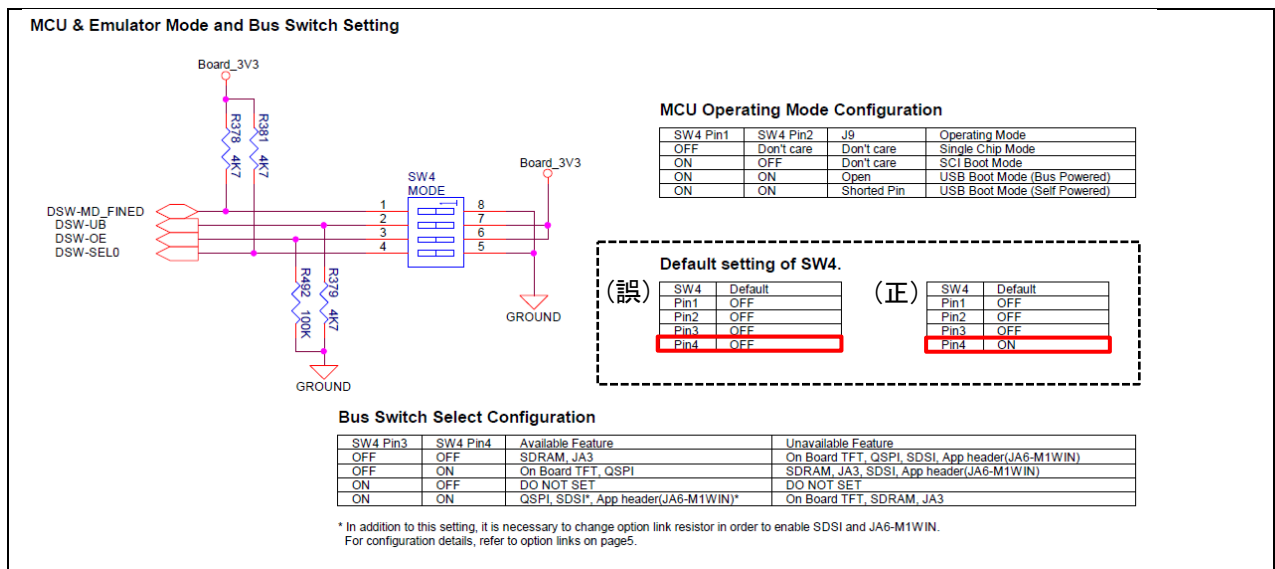 MCU & Emulator Mode and Bus Switch Setting
Board_3V3
R378 4K7
R381 4K7
Board_3V3
SW4
MODE
DSW-MD_FINED
DSW-UB
DSW-OE
DSW-SEL0
1 8
2 7
3 6
4 5
R492 100K
R379 4K7
GROUND
GROUND
MCU Operating Mode Configuration
SW4 Pin1 SW4 Pin2 J9 Operating Mode
OFF Don't care Don't care Single Chip Mode
ON OFF Don't care SCI Boot Mode
ON ON Open USB Boot Mode (Bus Powered)
ON ON Shorted Pin USB Boot Mode (Self Powered)
Default setting of SW4.
(誤)
SW4 Default
Pin1 OFF
Pin2 OFF
Pin3 OFF
Pin4 OFF
(正)
SW4 Default
Pin1 OFF
Pin2 OFF
Pin3 OFF
Pin4 ON
Bus Switch Select Configuration
SW4 Pin3 SW4 Pin4 Available Feature Unavailable Feature
OFF OFF SDRAM, JA3 On Board TFT, QSPI, SDSI, App header(JA6-M1WIN)
OFF ON On Board TFT, QSPI SDRAM, JA3, SDSI, App header(JA6-M1WIN)
ON OFF DO NOT SET DO NOT SET
ON ON QSPI, SDSI*, App header(JA6-M1WIN)* On Board TFT, SDRAM, JA3
* In addition to this setting, it is necessary to change option link resistor in order to enable SDSI and JA6-M1WIN.
For configuration details, refer to option links on page5.